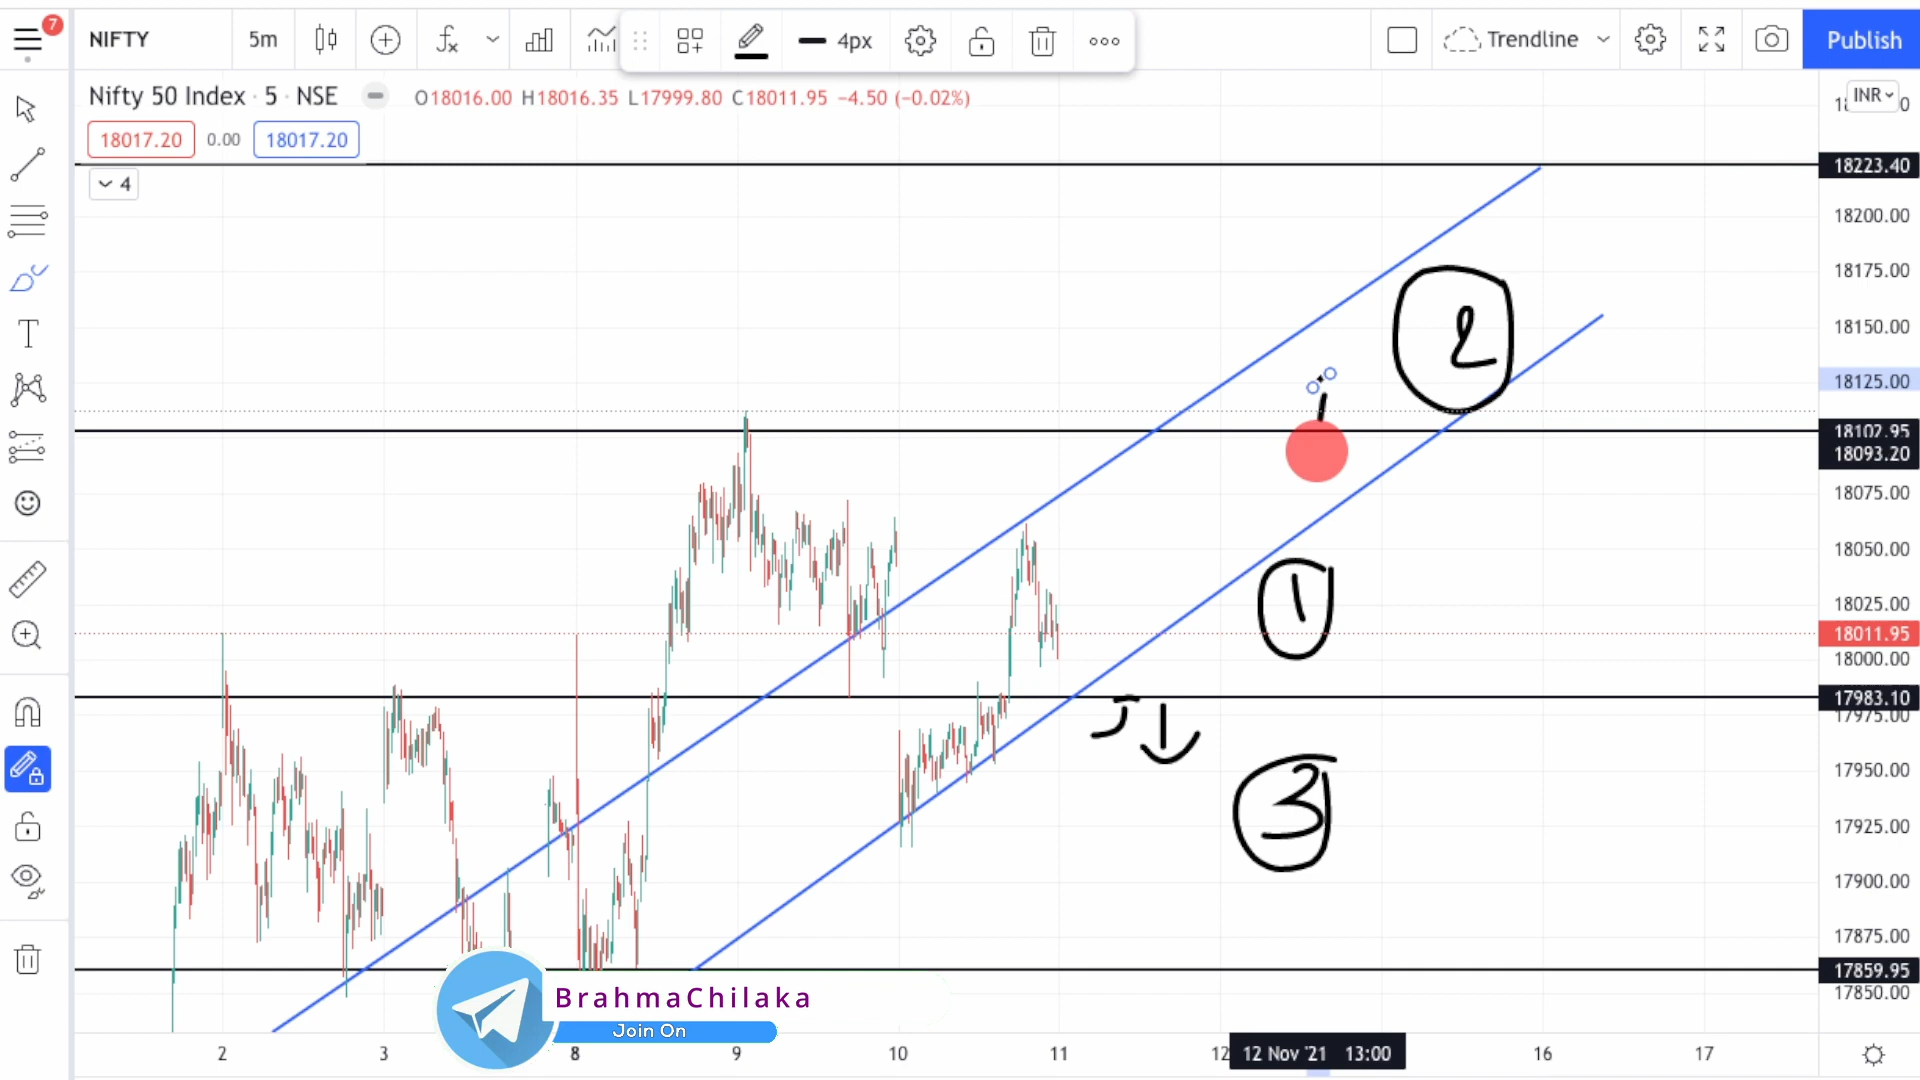 7
NIFTY
5m
4px
Trendline
Publish
Nifty 50 Index · 5 · NSE
O18016.00 H18016.35 L17999.80 C18011.95 −4.50 (−0.02%)
INR
18017.20 0.00 18017.20
4
18223.40
18200.00
18175.00
2
18150.00
18125.00
18102.95
18093.20
18075.00
18050.00
1
18025.00
18011.95
18000.00
17983.10
17975.00
17950.00
3
17925.00
17900.00
17875.00
17859.95
17850.00
BrahmaChilaka
Join On
2 3 8 9 10 11 12 12 Nov '21 13:00 16 17